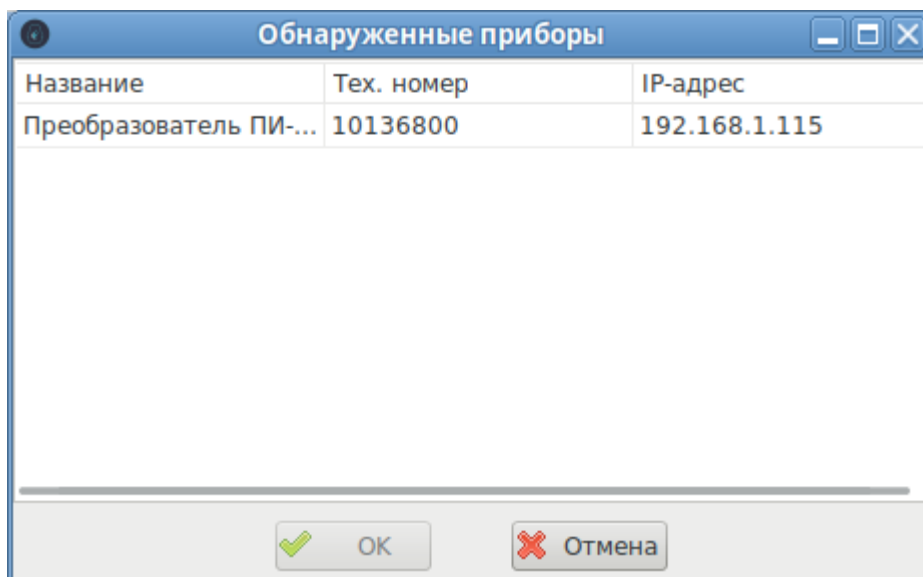 Обнаруженные приборы
Название Тех. номер IP-адрес
Преобразователь ПИ-... 10136800 192.168.1.115
OK Отмена